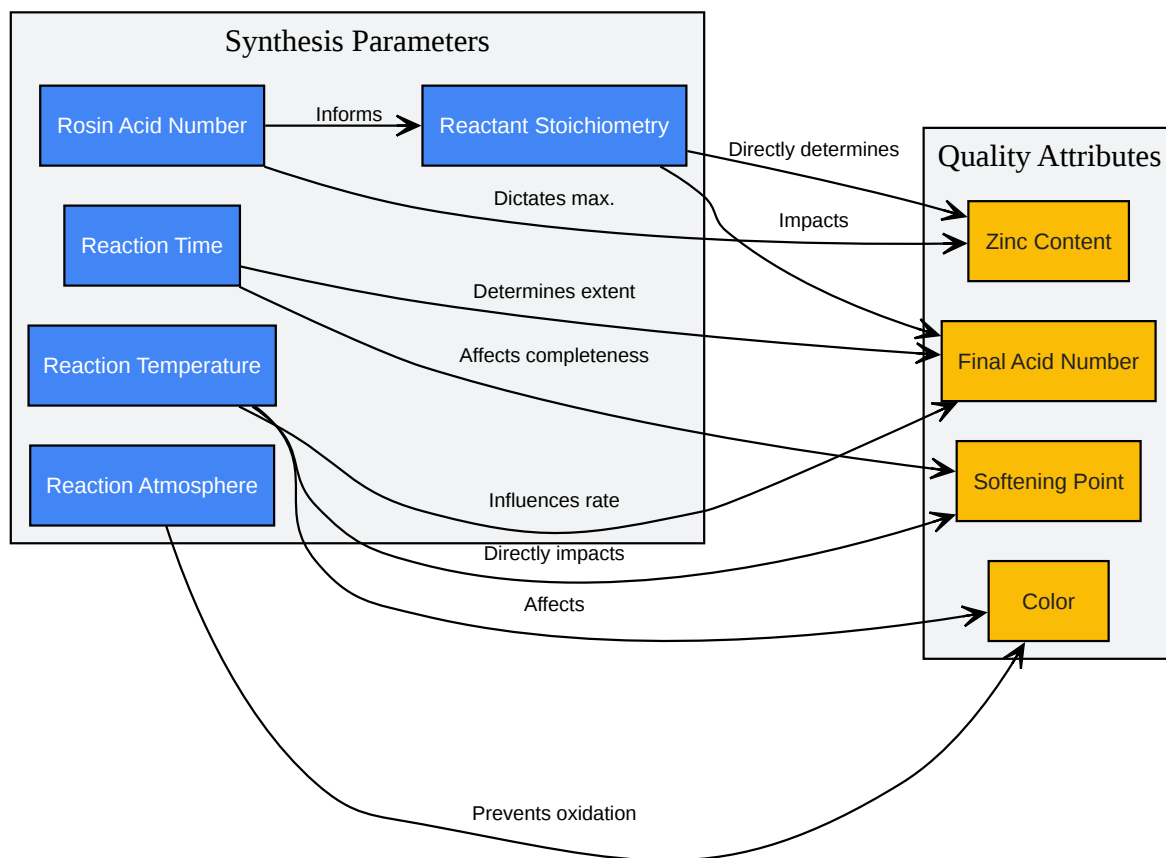 Synthesis Parameters
Rosin Acid Number
Informs
Reactant Stoichiometry
Directly determines
Quality Attributes
Dictates max.
Impacts
Zinc Content
Reaction Time
Determines extent
Final Acid Number
Reaction Temperature
Affects completeness
Softening Point
Reaction Atmosphere
Influences rate
Directly impacts
Affects
Color
Prevents oxidation